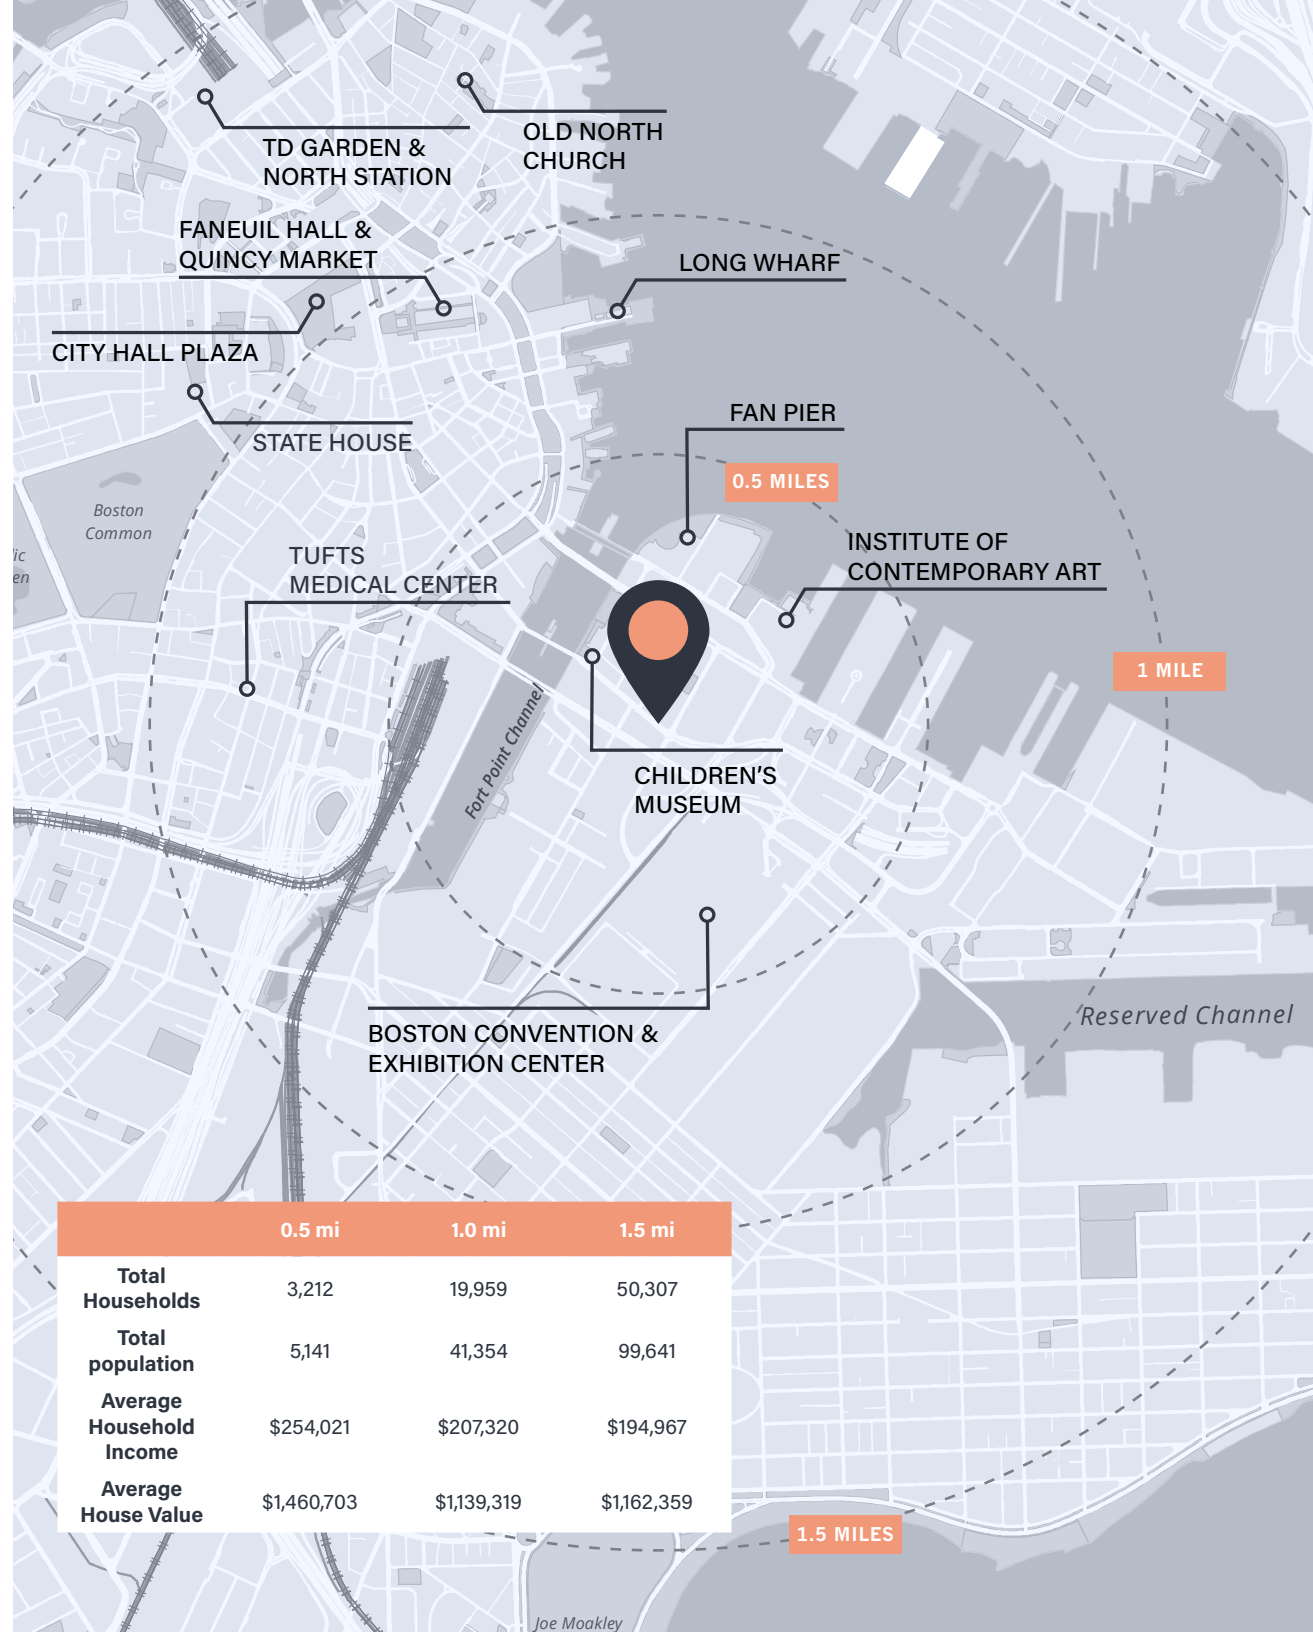 OLD NORTH
CHURCH
TD GARDEN &
NORTH STATION
FANEUIL HALL &
QUINCY MARKET
LONG WHARF
CITY HALL PLAZA
FAN PIER
STATE HOUSE
0.5 MILES
Boston
Common
lic
en
INSTITUTE OF
CONTEMPORARY ART
TUFTS
MEDICAL CENTER
1 MILE
Fort Point Channel
CHILDREN'S
MUSEUM
Reserved Channel
BOSTON CONVENTION &
EXHIBITION CENTER
0.5 mi 1.0 mi 1.5 mi
Total
Households 3,212 19,959 50,307
Total
population 5,141 41,354 99,641
Average
Household $254,021 $207,320 $194,967
Income
Average
House Value $1,460,703 $1,139,319 $1,162,359
1.5 MILES
Joe Moakley